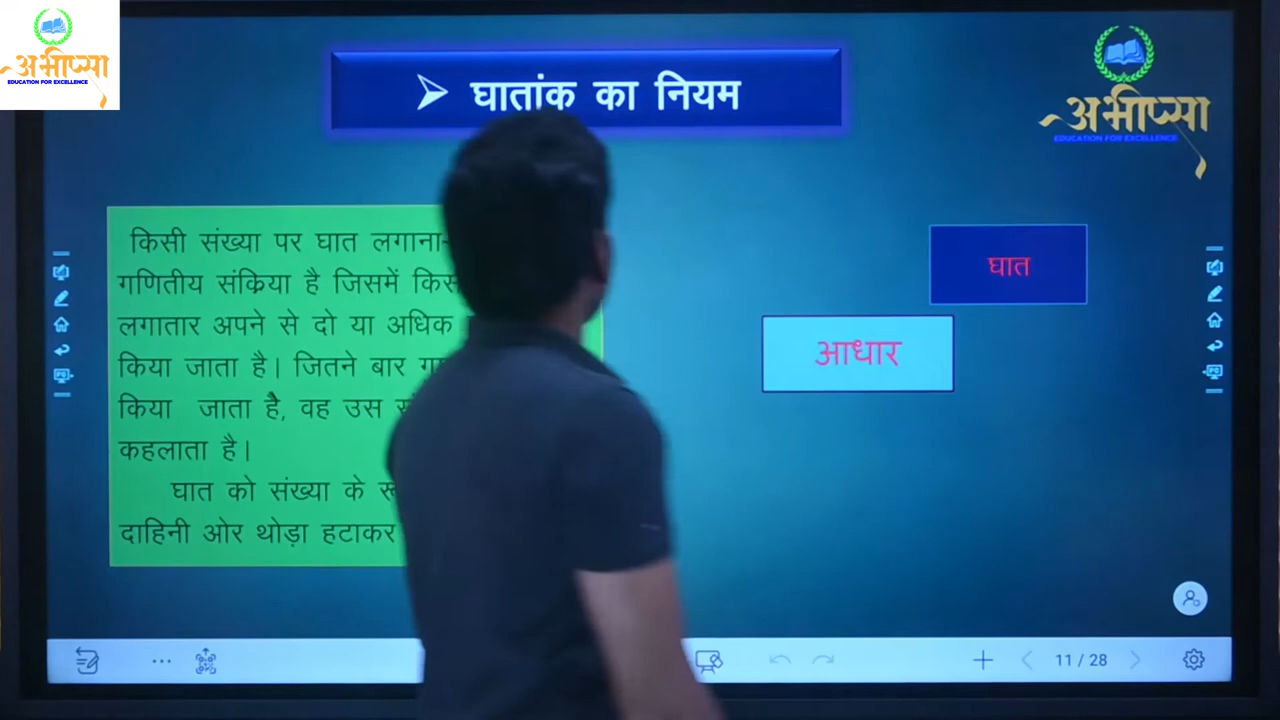 अभीप्सा
EDUCATION FOR EXCELLENCE
घातांक का नियम
अभीप्सा
EDUCATION FOR EXCELLENCE
किसी संख्या पर घात लगाना
गणितीय संक्रिया है जिसमें
लगातार अपने से दो या अधिक
किया जाता है। जितने बार
किया जाता है, वह उस
कहलाता है।
घात को संख्या के
दाहिनी ओर थोड़ा हटाकर
घात
आधार
11 / 28